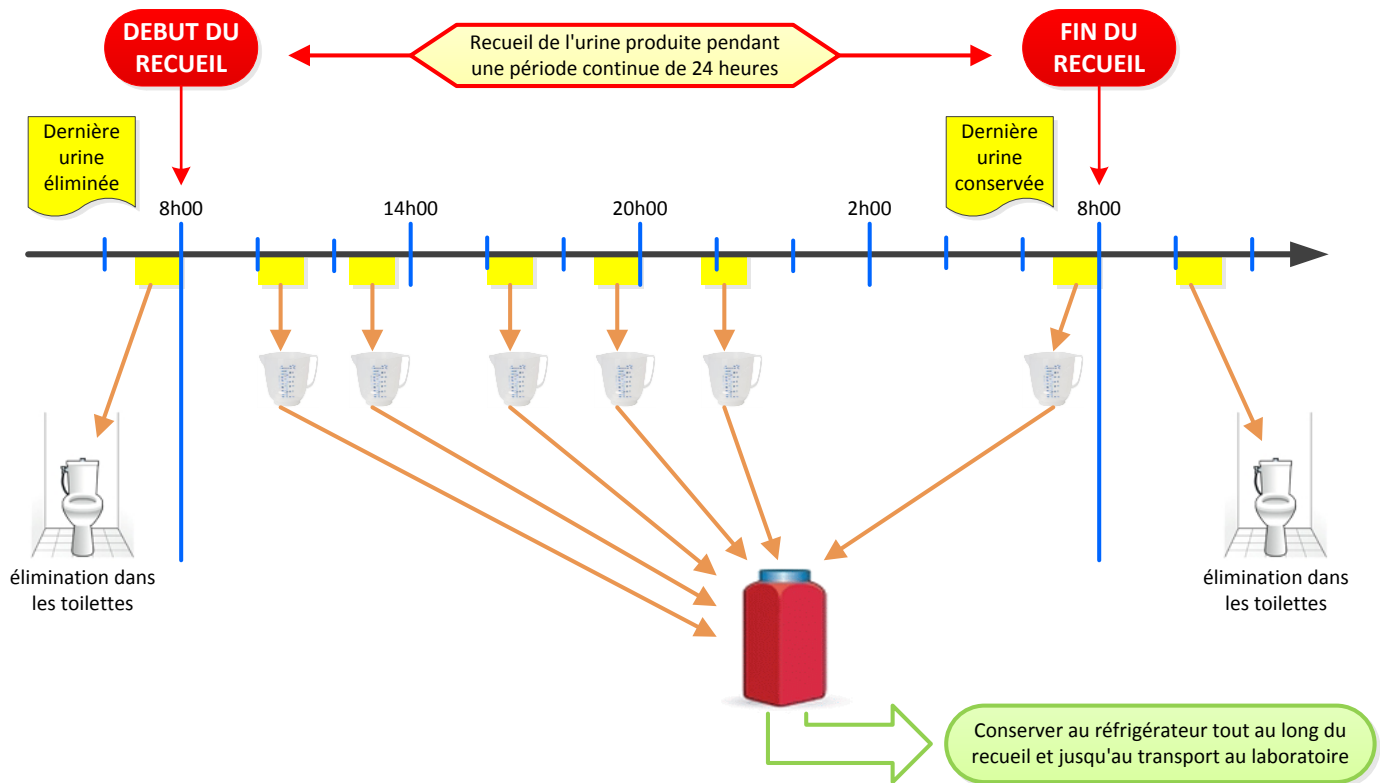 DEBUT DU
RECUEIL
Recueil de l'urine produite pendant
une période continue de 24 heures
FIN DU
RECUEIL
Dernière
urine
éliminée
Dernière
urine
conservée
8h00
14h00
20h00
2h00
8h00
élimination dans
les toilettes
élimination dans
les toilettes
Conserver au réfrigérateur tout au long du
recueil et jusqu'au transport au laboratoire